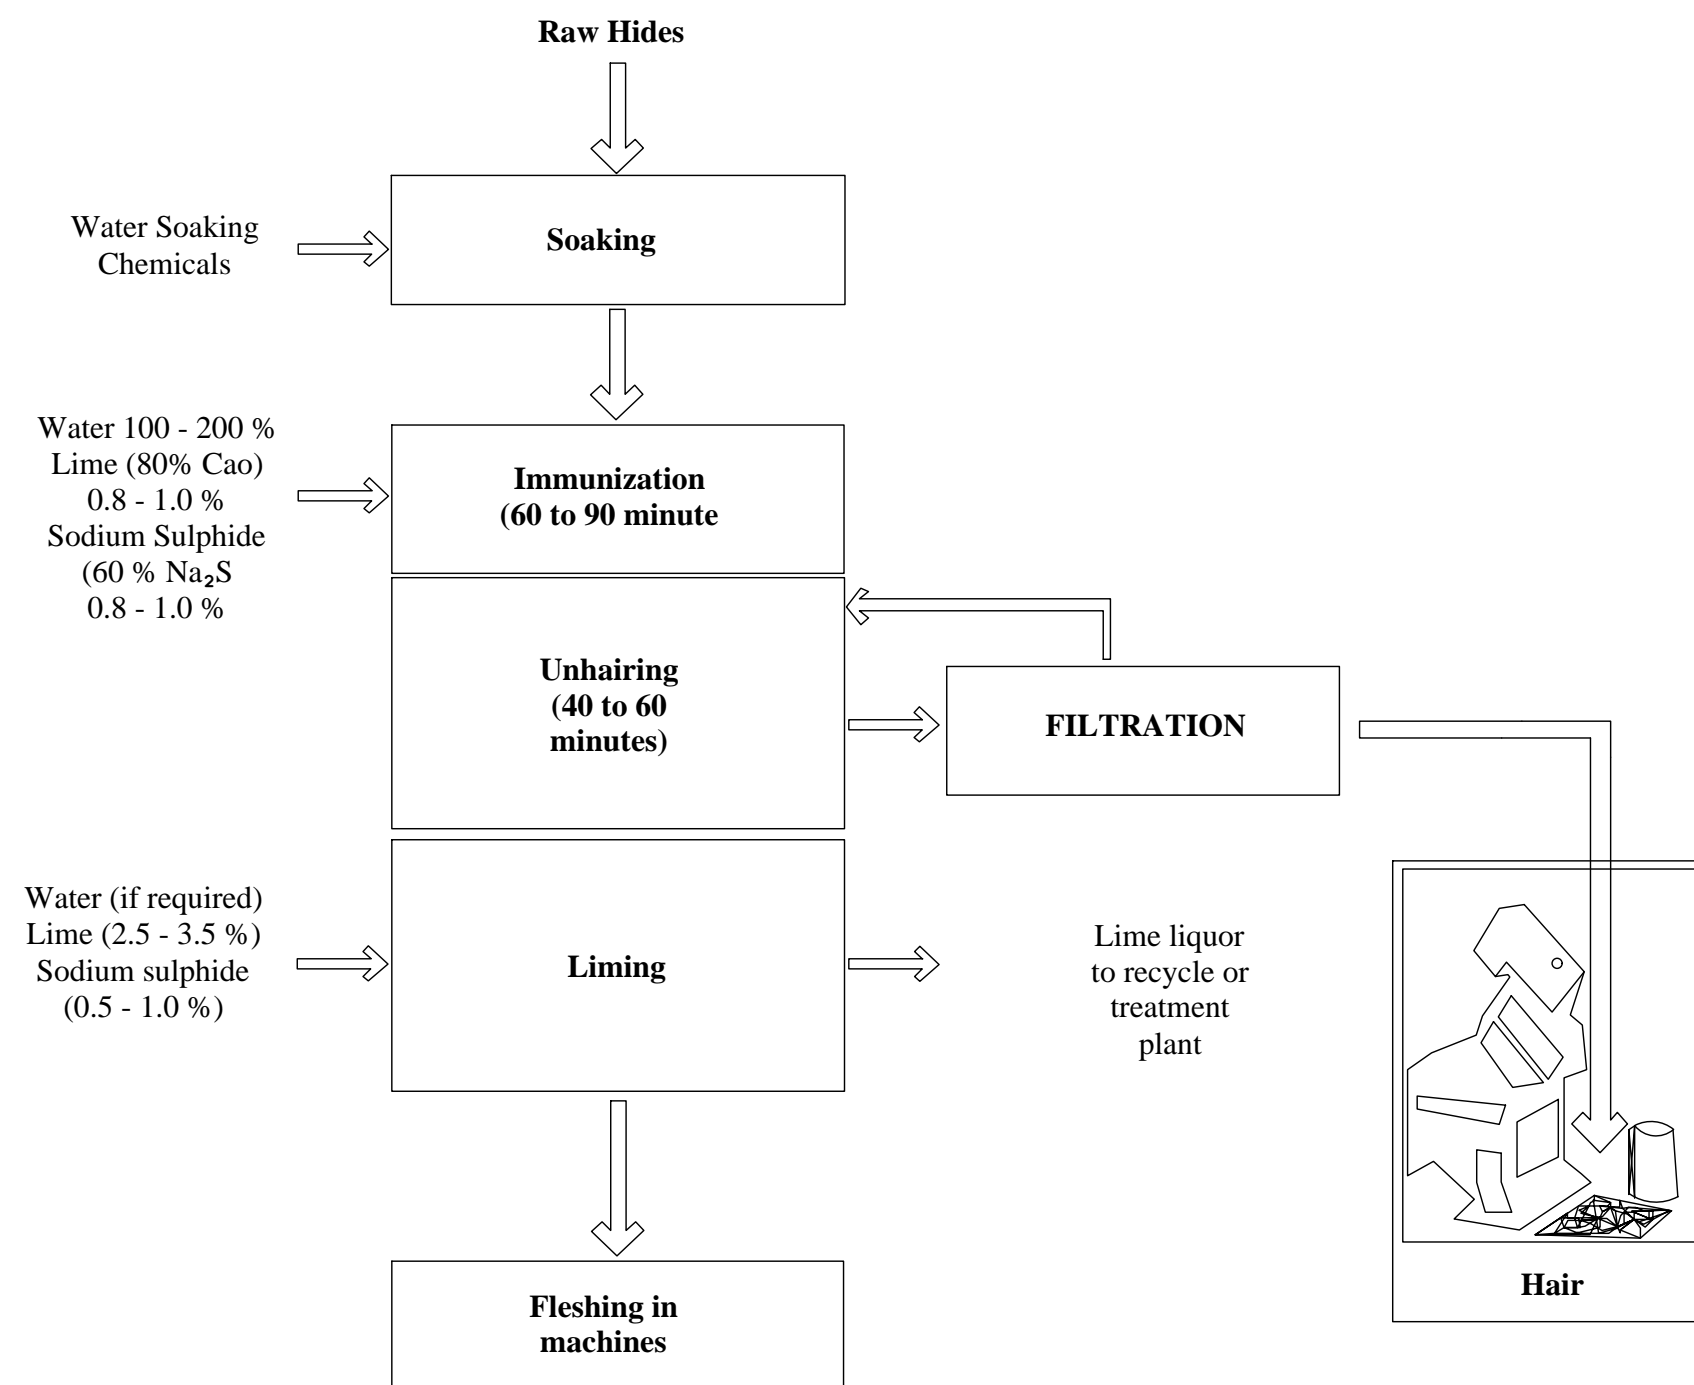 Raw Hides
Water Soaking
Chemicals
Soaking
Water 100 - 200 %
Lime (80% Cao)
0.8 - 1.0 %
Sodium Sulphide
(60 % Na₂S
0.8 - 1.0 %
Immunization
(60 to 90 minute
Unhairing
(40 to 60
minutes)
FILTRATION
Water (if required)
Lime (2.5 - 3.5 %)
Sodium sulphide
(0.5 - 1.0 %)
Liming
Lime liquor
to recycle or
treatment
plant
Hair
Fleshing in
machines